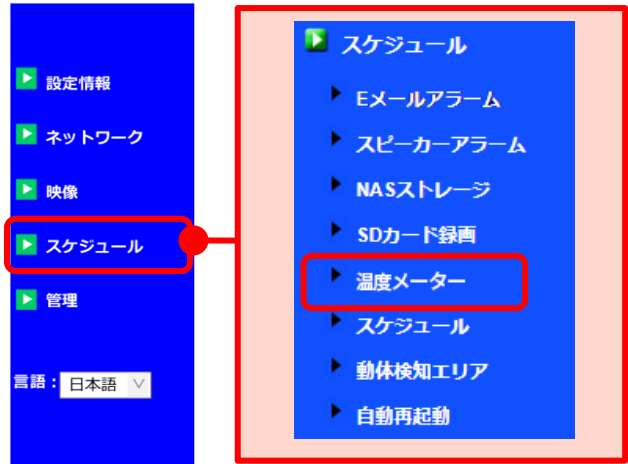 設定情報
ネットワーク
映像
スケジュール
管理
言語：日本語
スケジュール
Eメールアラーム
スピーカーアラーム
NASストレージ
SDカード録画
温度メーター
スケジュール
動体検知エリア
自動再起動